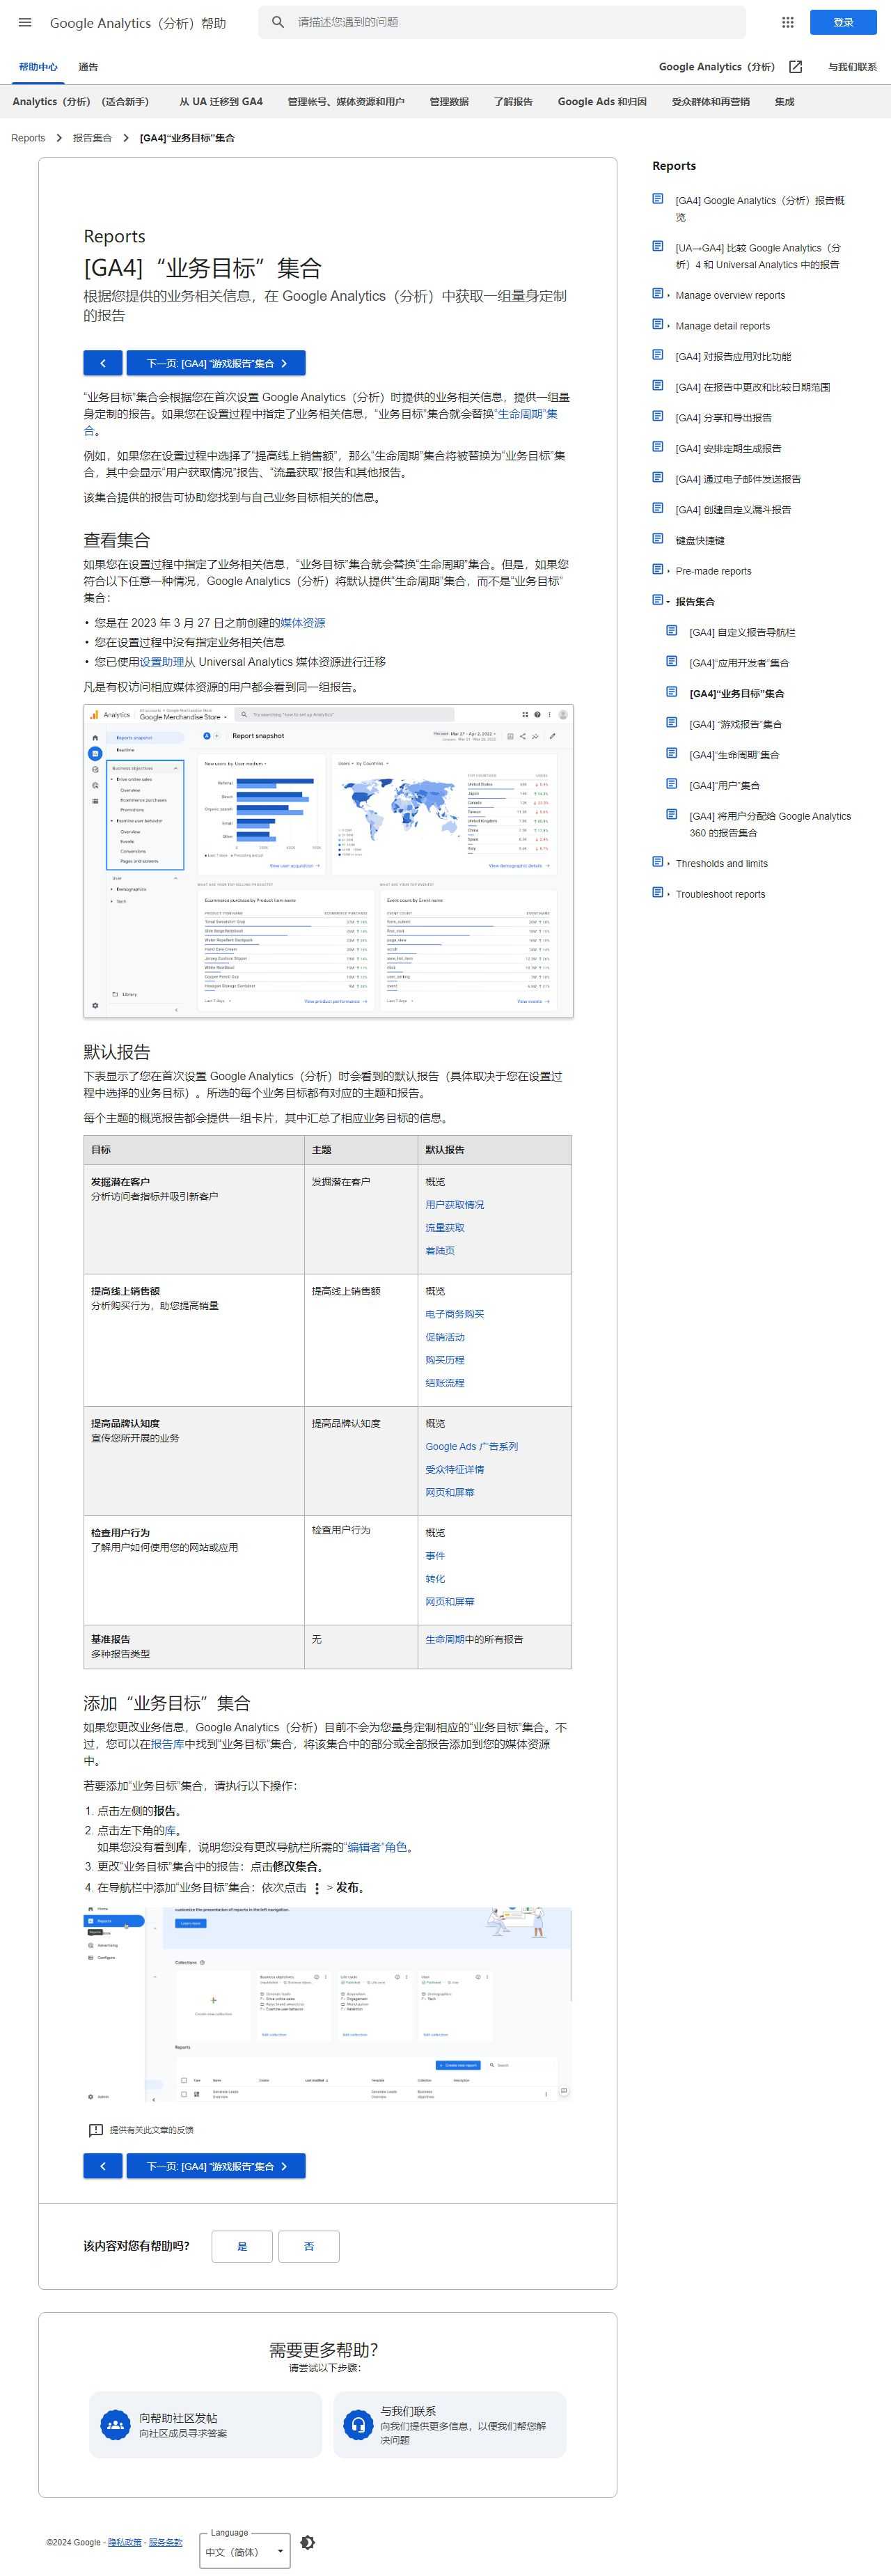 Google Analytics（分析）帮助
请描述您遇到的问题
登录
帮助中心
通告
Google Analytics（分析）
与我们联系
Analytics（分析）（适合新手）
从 UA 迁移到 GA4
管理帐号、媒体资源和用户
管理数据
了解报告
Google Ads 和归因
受众群体和再营销
集成
Reports
报告集合
[GA4]“业务目标”集合
Reports
[GA4]“业务目标”集合
根据您提供的业务相关信息，在 Google Analytics（分析）中获取一组量身定制
的报告
下一页: [GA4] “游戏报告”集合
“业务目标”集合会根据您在首次设置 Google Analytics（分析）时提供的业务相关信息，提供一组量
身定制的报告。如果您在设置过程中指定了业务相关信息，“业务目标”集合就会替换“生命周期”集
合。
例如，如果您在设置过程中选择了“提高线上销售额”，那么“生命周期”集合将被替换为“业务目标”集
合，其中会显示“用户获取情况”报告、“流量获取”报告和其他报告。
该集合提供的报告可协助您找到与自己业务目标相关的信息。
查看集合
如果您在设置过程中指定了业务相关信息，“业务目标”集合就会替换“生命周期”集合。但是，如果您
符合以下任意一种情况，Google Analytics（分析）将默认提供“生命周期”集合，而不是“业务目标”
集合：
• 您是在 2023 年 3 月 27 日之前创建的媒体资源
• 您在设置过程中没有指定业务相关信息
• 您已使用设置助理从 Universal Analytics 媒体资源进行迁移
凡是有权访问相应媒体资源的用户都会看到同一组报告。
Analytics
Google Merchandise Store
Reports snapshot
Realtime
Report snapshot
Business objectives
Drive online sales
Overview
Ecommerce purchases
Promotions
Examine user behavior
Overview
Events
Conversions
Pages and screens
User
Demographics
Tech
Library
New users by User medium
Users by Countries
View user acquisition
View demographic details
Ecommerce purchase by Product item event
Event count by Event name
View product performance
View events
默认报告
下表显示了您在首次设置 Google Analytics（分析）时会看到的默认报告（具体取决于您在设置过
程中选择的业务目标）。所选的每个业务目标都有对应的主题和报告。
每个主题的概览报告都会提供一组卡片，其中汇总了相应业务目标的信息。
目标
主题
默认报告
发掘潜在客户
分析访问者指标并吸引新客户
发掘潜在客户
概览
用户获取情况
流量获取
着陆页
提高线上销售额
分析购买行为，助您提高销量
提高线上销售额
概览
电子商务购买
促销活动
购买历程
结账流程
提高品牌认知度
宣传您所开展的业务
提高品牌认知度
概览
Google Ads 广告系列
受众特征详情
网页和屏幕
检查用户行为
了解用户如何使用您的网站或应用
检查用户行为
概览
事件
转化
网页和屏幕
基准报告
多种报告类型
无
生命周期中的所有报告
添加“业务目标”集合
如果您更改业务信息，Google Analytics（分析）目前不会为您量身定制相应的“业务目标”集合。不
过，您可以在报告库中找到“业务目标”集合，将该集合中的部分或全部报告添加到您的媒体资源
中。
若要添加“业务目标”集合，请执行以下操作：
1. 点击左侧的报告。
2. 点击左下角的库。
如果您没有看到库，说明您没有更改导航栏所需的“编辑者”角色。
3. 更改“业务目标”集合中的报告：点击修改集合。
4. 在导航栏中添加“业务目标”集合：依次点击 ⋮ > 发布。
Home
Reports
Advertising
Configure
customise the presentation of reports in the left navigation.
Collections
Create new collection
Edit collection
Edit collection
Edit collection
Reports
Create new report
Search
提供有关此文章的反馈
下一页: [GA4] “游戏报告”集合
该内容对您有帮助吗？
是
否
需要更多帮助？
请尝试以下步骤：
向帮助社区发帖
向社区成员寻求答案
与我们联系
向我们提供更多信息，以便我们帮您解
决问题
©2024 Google - 隐私政策 - 服务条款
Language
中文（简体）
Reports
[GA4] Google Analytics（分析）报告概
览
[UA→GA4] 比较 Google Analytics（分
析）4 和 Universal Analytics 中的报告
Manage overview reports
Manage detail reports
[GA4] 对报告应用对比功能
[GA4] 在报告中更改和比较日期范围
[GA4] 分享和导出报告
[GA4] 安排定期生成报告
[GA4] 通过电子邮件发送报告
[GA4] 创建自定义漏斗报告
键盘快捷键
Pre-made reports
报告集合
[GA4] 自定义报告导航栏
[GA4]“应用开发者”集合
[GA4]“业务目标”集合
[GA4] “游戏报告”集合
[GA4]“生命周期”集合
[GA4]“用户”集合
[GA4] 将用户分配给 Google Analytics
360 的报告集合
Thresholds and limits
Troubleshoot reports